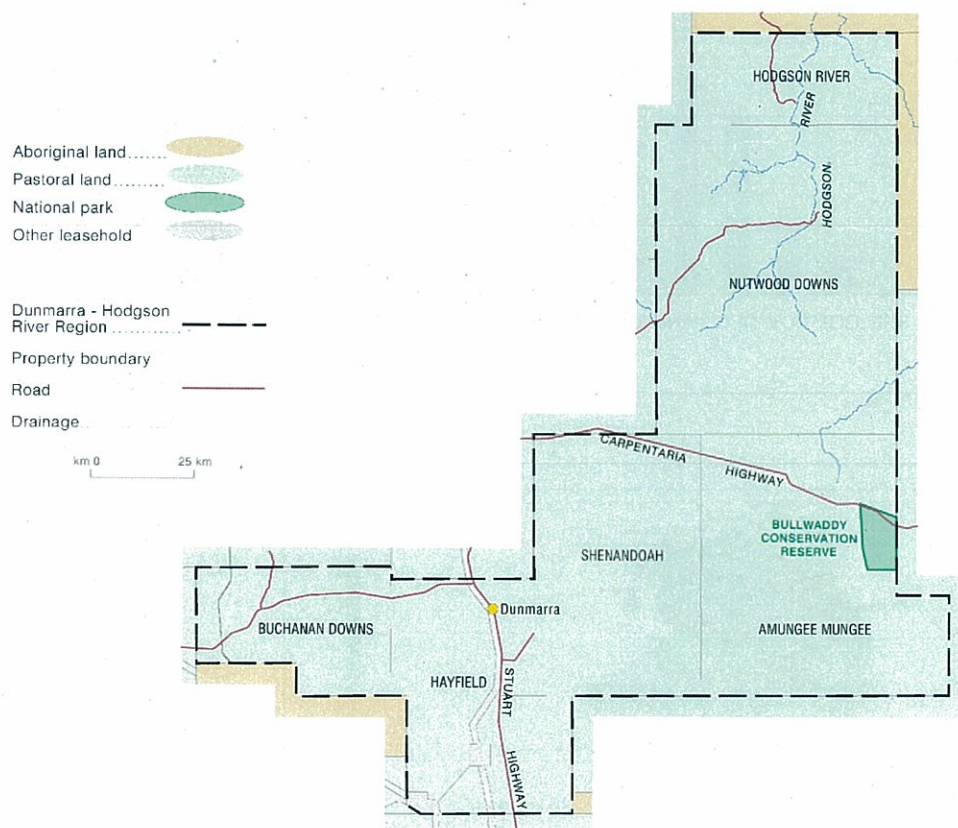 Aboriginal land..........
Pastoral land............
National park
Other leasehold
Dunmarra - Hodgson
River Region ............
Property boundary
Road
Drainage
km 0 25 km
HODGSON RIVER
RIVER
HODGSON
NUTWOOD DOWNS
CARPENTARIA
HIGHWAY
BULLWADDY
CONSERVATION
RESERVE
SHENANDOAH
Dunmarra
BUCHANAN DOWNS
AMUNGEE MUNGEE
HAYFIELD
STUART
HIGHWAY